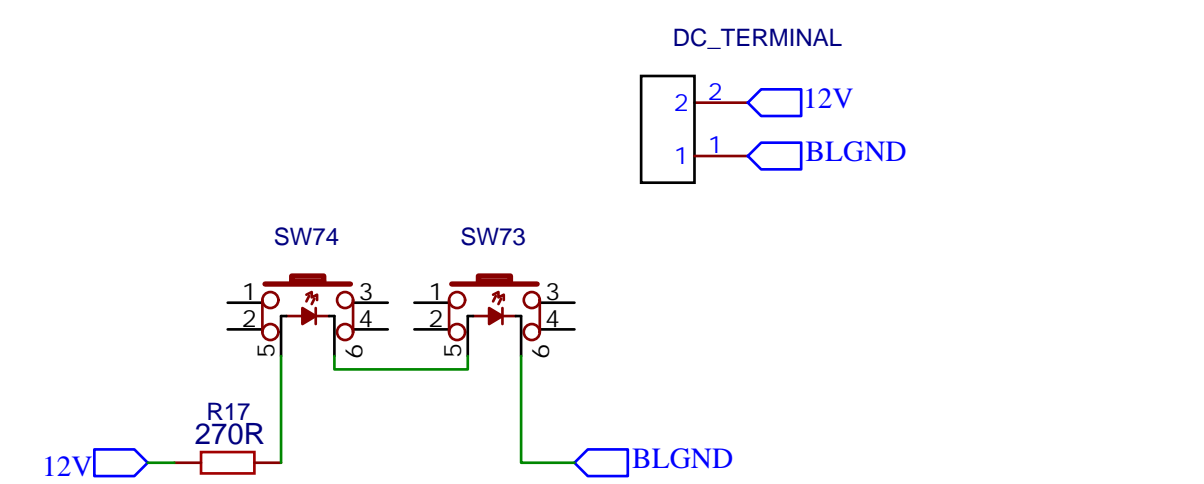 DC_TERMINAL
2 2 12V
1 1 BLGND
SW74 SW73
1 3 1 3
2 4 2 4
5 6 5 6
R17
270R
12V BLGND